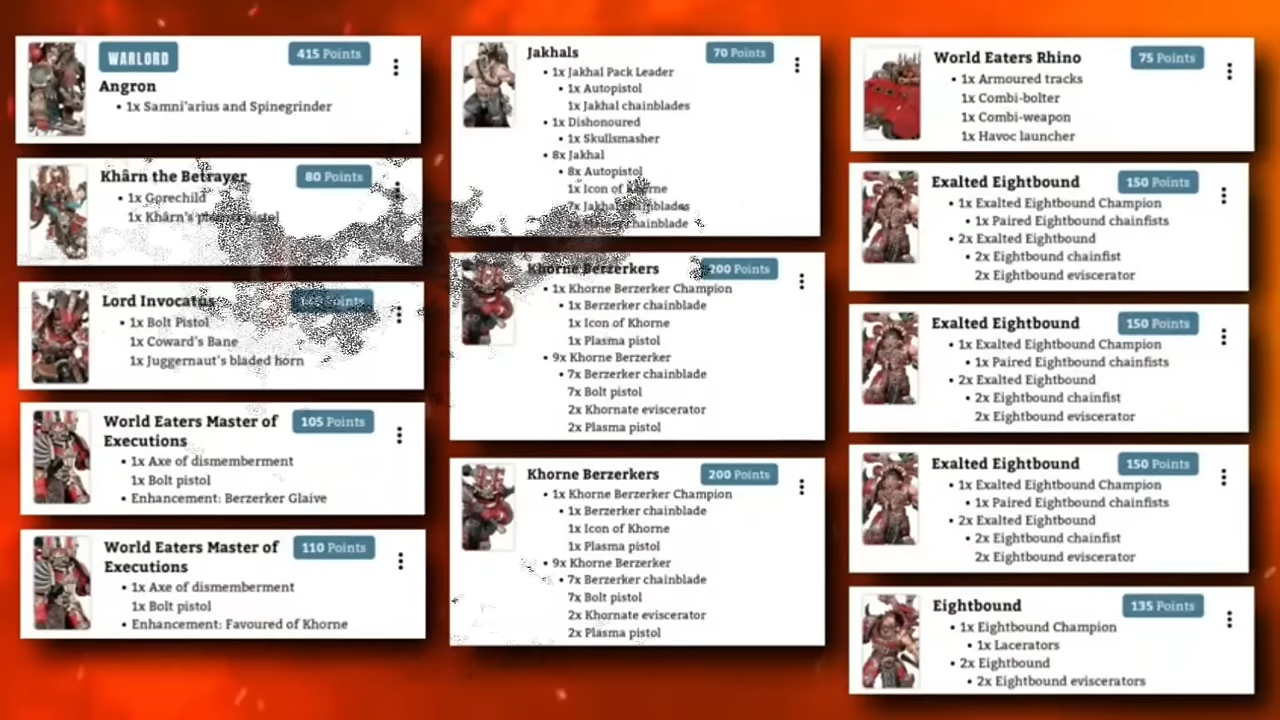 WARLORD
415 Points
Angron
• 1x Samni'arius and Spinegrinder
Khârn the Betrayer
80 Points
• 1x Gorechild
1x Khârn's plasma pistol
Lord Invocatus
Points
• 1x Bolt Pistol
1x Coward's Bane
1x Juggernaut's bladed horn
World Eaters Master of
Executions
105 Points
• 1x Axe of dismemberment
1x Bolt pistol
• Enhancement: Berzerker Glaive
World Eaters Master of
Executions
110 Points
• 1x Axe of dismemberment
1x Bolt pistol
• Enhancement: Favoured of Khorne
Jakhals
70 Points
• 1x Jakhal Pack Leader
• 1x Autopistol
1x Jakhal chainblades
• 1x Dishonoured
• 1x Skullsmasher
• 8x Jakhal
• 8x Autopistol
1x Icon of Khorne
7x Jakhal chainblades
chainblade
Khorne Berzerkers
200 Points
• 1x Khorne Berzerker Champion
• 1x Berzerker chainblade
1x Icon of Khorne
1x Plasma pistol
• 9x Khorne Berzerker
• 7x Berzerker chainblade
7x Bolt pistol
2x Khornate eviscerator
2x Plasma pistol
Khorne Berzerkers
200 Points
• 1x Khorne Berzerker Champion
• 1x Berzerker chainblade
1x Icon of Khorne
1x Plasma pistol
• 9x Khorne Berzerker
• 7x Berzerker chainblade
7x Bolt pistol
2x Khornate eviscerator
2x Plasma pistol
World Eaters Rhino
75 Points
• 1x Armoured tracks
1x Combi-bolter
1x Combi-weapon
1x Havoc launcher
Exalted Eightbound
150 Points
• 1x Exalted Eightbound Champion
• 1x Paired Eightbound chainfists
• 2x Exalted Eightbound
• 2x Eightbound chainfist
2x Eightbound eviscerator
Exalted Eightbound
150 Points
• 1x Exalted Eightbound Champion
• 1x Paired Eightbound chainfists
• 2x Exalted Eightbound
• 2x Eightbound chainfist
2x Eightbound eviscerator
Exalted Eightbound
150 Points
• 1x Exalted Eightbound Champion
• 1x Paired Eightbound chainfists
• 2x Exalted Eightbound
• 2x Eightbound chainfist
2x Eightbound eviscerator
Eightbound
135 Points
• 1x Eightbound Champion
• 1x Lacerators
• 2x Eightbound
• 2x Eightbound eviscerators